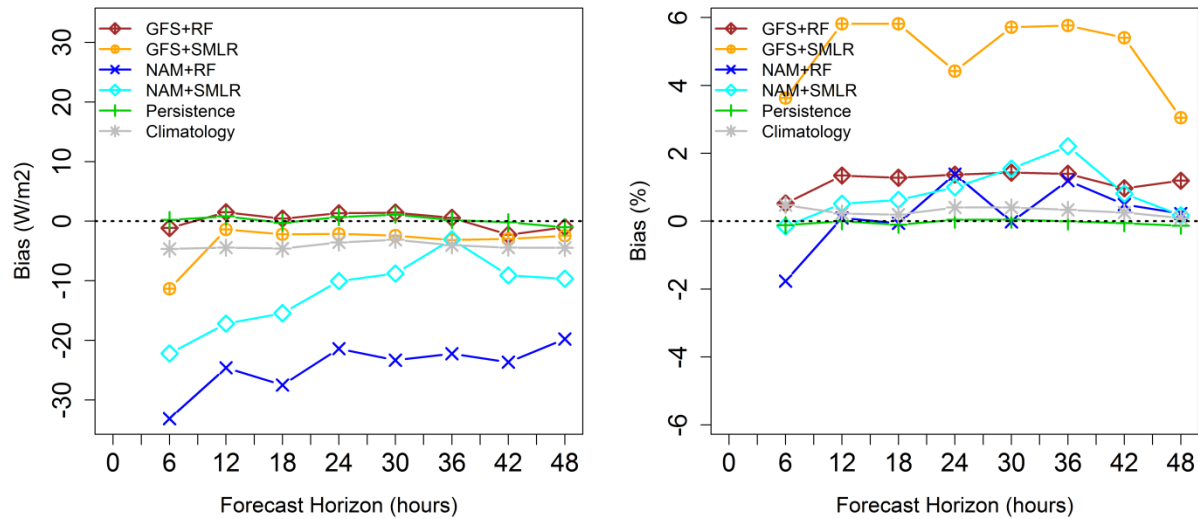 GFS+RF
GFS+SMLR
NAM+RF
NAM+SMLR
Persistence
Climatology
30
20
10
0
-10
-20
-30
Bias (W/m2)
0 6 12 18 24 30 36 42 48
Forecast Horizon (hours)
GFS+RF
GFS+SMLR
NAM+RF
NAM+SMLR
Persistence
Climatology
6
4
2
0
-2
-4
-6
Bias (%)
0 6 12 18 24 30 36 42 48
Forecast Horizon (hours)